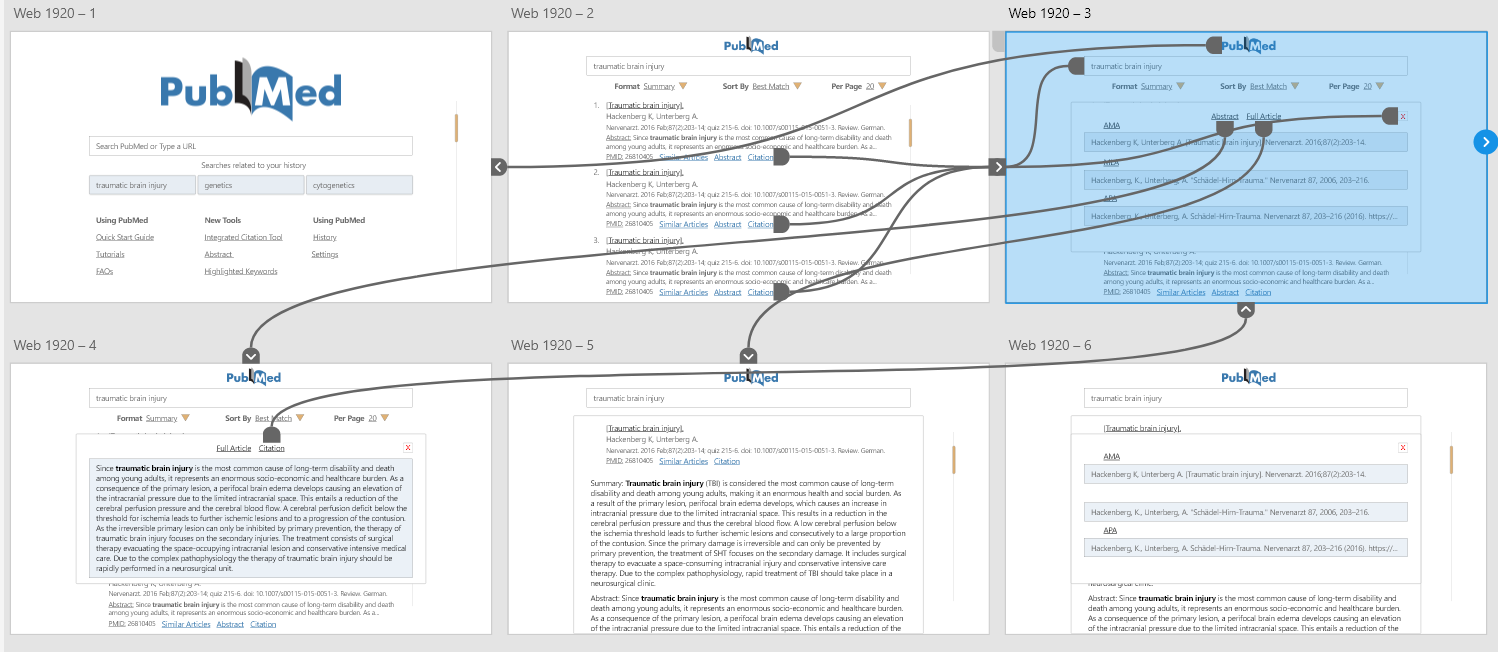 Web 1920 – 1
PubMed
Search PubMed or Type a URL
Searches related to your history
traumatic brain injury
genetics
cytogenetics
Using PubMed
New Tools
Using PubMed
Quick Start Guide
Integrated Citation Tool
History
Tutorials
Abstract
Settings
FAQs
Highlighted Keywords
Web 1920 – 2
PubMed
traumatic brain injury
Format Summary Sort By Best Match Per Page 20
1. [Traumatic brain injury].
Hackenberg K, Unterberg A.
Nervenarzt. 2016 Feb;87(2):203-14; quiz 215-6. doi: 10.1007/s00115-015-0051-3. Review. German.
Abstract: Since traumatic brain injury is the most common cause of long-term disability and death
among young adults, it represents an enormous socio-economic and healthcare burden. As a...
PMID: 26810405 Similar Articles Abstract Citation
2. [Traumatic brain injury].
Hackenberg K, Unterberg A.
Nervenarzt. 2016 Feb;87(2):203-14; quiz 215-6. doi: 10.1007/s00115-015-0051-3. Review. German.
Abstract: Since traumatic brain injury is the most common cause of long-term disability and death
among young adults, it represents an enormous socio-economic and healthcare burden. As a...
PMID: 26810405 Similar Articles Abstract Citation
3. [Traumatic brain injury].
Hackenberg K, Unterberg A.
Nervenarzt. 2016 Feb;87(2):203-14; quiz 215-6. doi: 10.1007/s00115-015-0051-3. Review. German.
Abstract: Since traumatic brain injury is the most common cause of long-term disability and death
among young adults, it represents an enormous socio-economic and healthcare burden. As a...
PMID: 26810405 Similar Articles Abstract Citation
Web 1920 – 3
PubMed
traumatic brain injury
Format Summary Sort By Best Match Per Page 20
Abstract Full Article X
AMA
Hackenberg K, Unterberg A. [Traumatic brain injury]. Nervenarzt. 2016;87(2):203-14.
MLA
Hackenberg, K., Unterberg, A. "Schädel-Hirn-Trauma." Nervenarzt 87, 2006, 203–216.
APA
Hackenberg, K., Unterberg, A. Schädel-Hirn-Trauma. Nervenarzt 87, 203–216 (2016). https://...
Nervenarzt. 2016 Feb;87(2):203-14; quiz 215-6. doi: 10.1007/s00115-015-0051-3. Review. German.
Abstract: Since traumatic brain injury is the most common cause of long-term disability and death
among young adults, it represents an enormous socio-economic and healthcare burden. As a...
PMID: 26810405 Similar Articles Abstract Citation
Web 1920 – 4
PubMed
traumatic brain injury
Format Summary Sort By Best Match Per Page 20
Full Article Citation X
Since traumatic brain injury is the most common cause of long-term disability and death
among young adults, it represents an enormous socio-economic and healthcare burden. As a
consequence of the primary lesion, a perifocal brain edema develops causing an elevation of
the intracranial pressure due to the limited intracranial space. This entails a reduction of the
cerebral perfusion pressure and the cerebral blood flow. A cerebral perfusion deficit below the
threshold for ischemia leads to further ischemic lesions and to a progression of the contusion.
As the irreversible primary lesion can only be inhibited by primary prevention, the therapy of
traumatic brain injury focuses on the secondary injuries. The treatment consists of surgical
therapy evacuating the space-occupying intracranial lesion and conservative intensive medical
care. Due to the complex pathophysiology the therapy of traumatic brain injury should be
rapidly performed in a neurosurgical unit.
Hackenberg K, Unterberg A.
Nervenarzt. 2016 Feb;87(2):203-14; quiz 215-6. doi: 10.1007/s00115-015-0051-3. Review. German.
Abstract: Since traumatic brain injury is the most common cause of long-term disability and death
among young adults, it represents an enormous socio-economic and healthcare burden. As a...
PMID: 26810405 Similar Articles Abstract Citation
Web 1920 – 5
PubMed
traumatic brain injury
[Traumatic brain injury].
Hackenberg K, Unterberg A.
Nervenarzt. 2016 Feb;87(2):203-14; quiz 215-6. doi: 10.1007/s00115-015-0051-3. Review. German.
PMID: 26810405 Similar Articles Citation
Summary: Traumatic brain injury (TBI) is considered the most common cause of long-term
disability and death among young adults, making it an enormous health and social burden. As
a result of the primary lesion, perifocal brain edema develops, which causes an increase in
intracranial pressure due to the limited intracranial space. This results in a reduction in the
cerebral perfusion pressure and thus the cerebral blood flow. A low cerebral perfusion below
the ischemia threshold leads to further ischemic lesions and consecutively to a large proportion
of the contusion. Since the primary damage is irreversible and can only be prevented by
primary prevention, the treatment of SHT focuses on the secondary damage. It includes surgical
therapy to evacuate a space-consuming intracranial injury and conservative intensive care
therapy. Due to the complex pathophysiology, rapid treatment of TBI should take place in a
neurosurgical clinic.
Abstract: Since traumatic brain injury is the most common cause of long-term disability and
death among young adults, it represents an enormous socio-economic and healthcare burden.
As a consequence of the primary lesion, a perifocal brain edema develops causing an elevation
of the intracranial pressure due to the limited intracranial space. This entails a reduction of the
Web 1920 – 6
PubMed
traumatic brain injury
[Traumatic brain injury].
X
AMA
Hackenberg K, Unterberg A. [Traumatic brain injury]. Nervenarzt. 2016;87(2):203-14.
Hackenberg, K., Unterberg, A. "Schädel-Hirn-Trauma." Nervenarzt 87, 2006, 203–216.
APA
Hackenberg, K., Unterberg, A. Schädel-Hirn-Trauma. Nervenarzt 87, 203–216 (2016). https://...
neurosurgical clinic.
Abstract: Since traumatic brain injury is the most common cause of long-term disability and
death among young adults, it represents an enormous socio-economic and healthcare burden.
As a consequence of the primary lesion, a perifocal brain edema develops causing an elevation
of the intracranial pressure due to the limited intracranial space. This entails a reduction of the